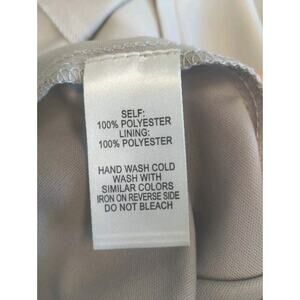 SELF:
100% POLYESTER
LINING:
100% POLYESTER
HAND WASH COLD
WASH WITH
SIMILAR COLORS
IRON ON REVERSE SIDE
DO NOT BLEACH